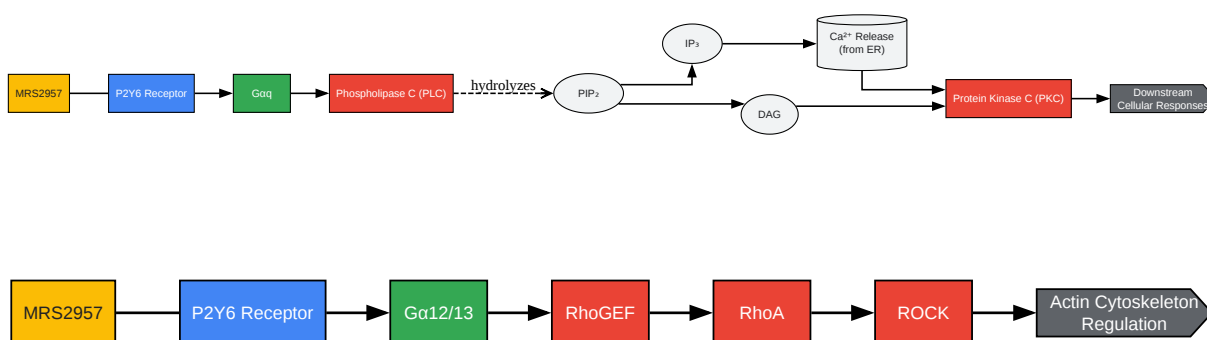 MRS2957
P2Y6 Receptor
Gαq
Phospholipase C (PLC)
hydrolyzes
PIP₂
IP₃
DAG
Ca²⁺ Release
(from ER)
Protein Kinase C (PKC)
Downstream
Cellular Responses
MRS2957
P2Y6 Receptor
Gα12/13
RhoGEF
RhoA
ROCK
Actin Cytoskeleton
Regulation